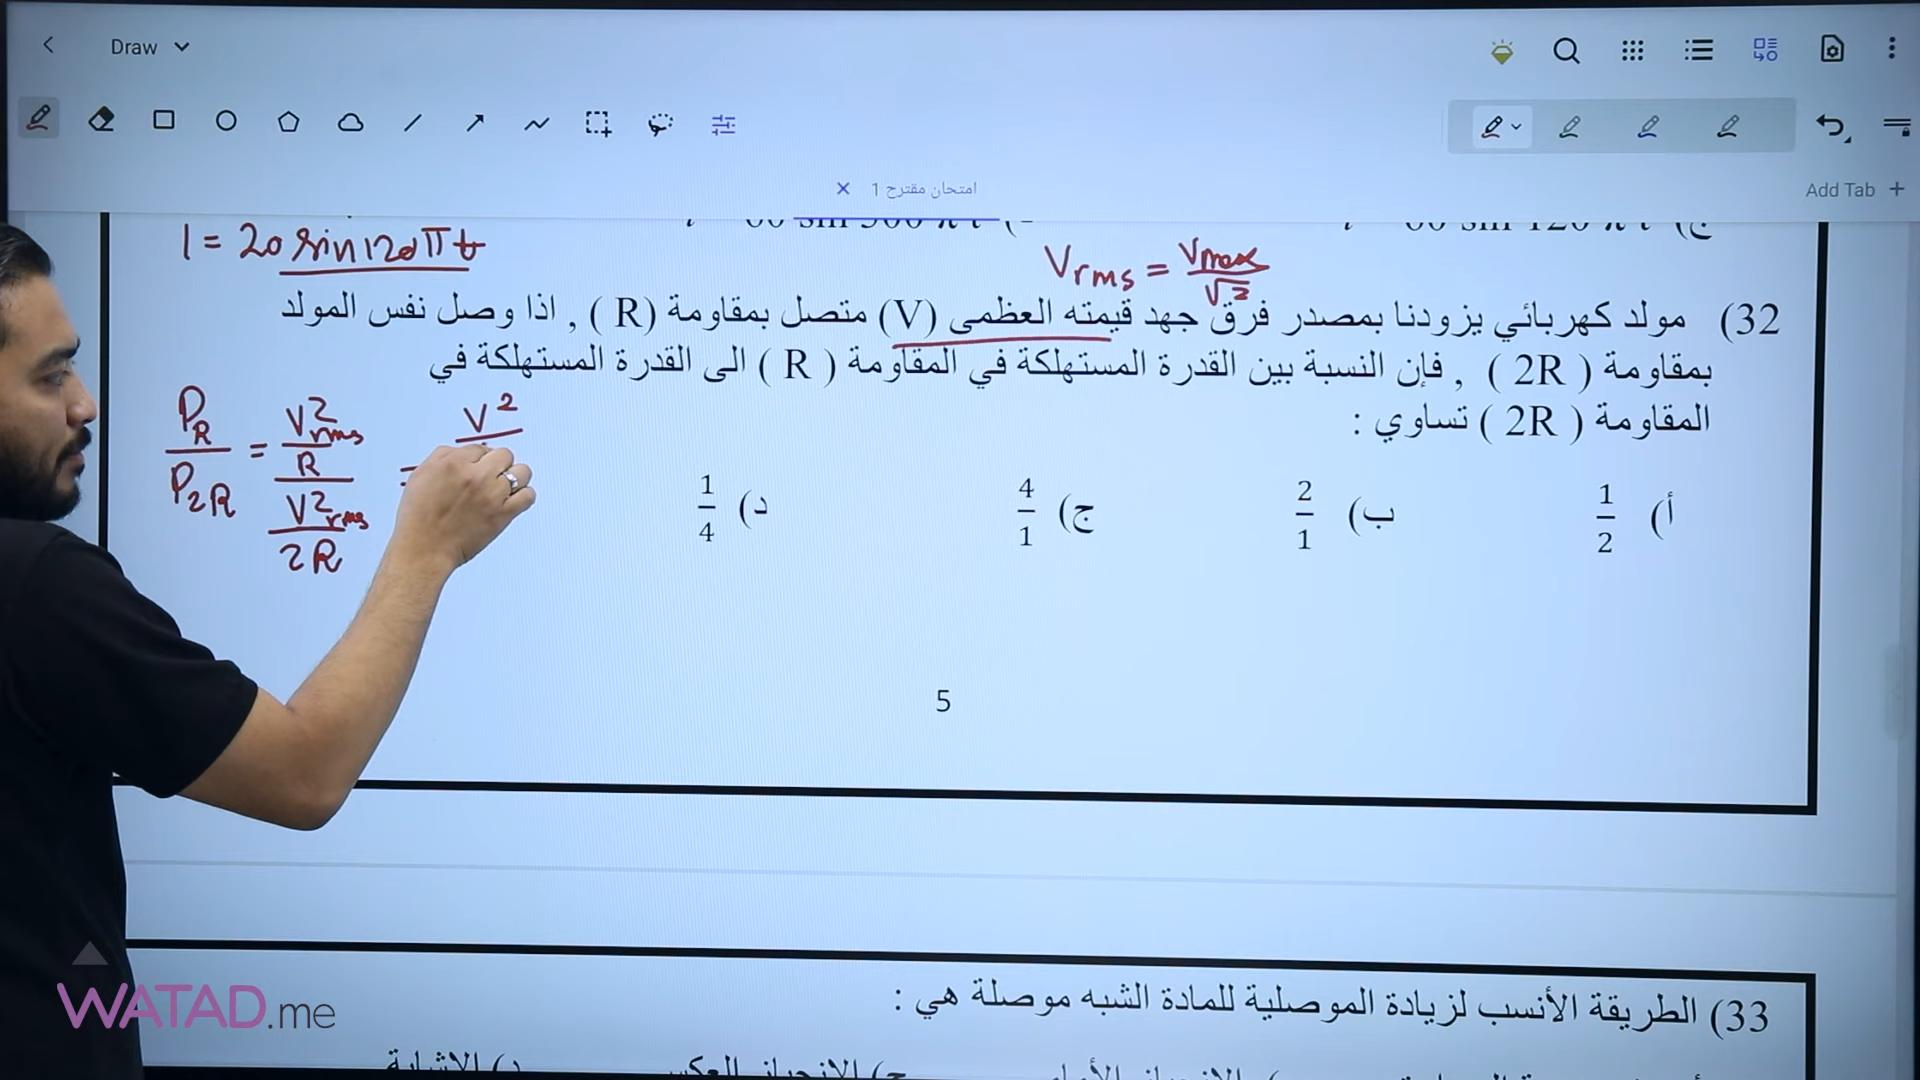 Draw
امتحان مقترح 1
Add Tab +
I = 20 sin 120 π t
Vrms = Vmax / √2
32) مولد كهربائي يزودنا بمصدر فرق جهد قيمته العظمى (V) متصل بمقاومة (R) , اذا وصل نفس المولد
بمقاومة ( 2R ) , فإن النسبة بين القدرة المستهلكة في المقاومة ( R ) الى القدرة المستهلكة في
المقاومة ( 2R ) تساوي :
أ) 1/2 ب) 2/1 ج) 4/1 د) 1/4
P_R / P_2R = (V²rms / R) / (V²rms / 2R) = V²
5
33) الطريقة الأنسب لزيادة الموصلية للمادة الشبه موصلة هي :
WATAD.me